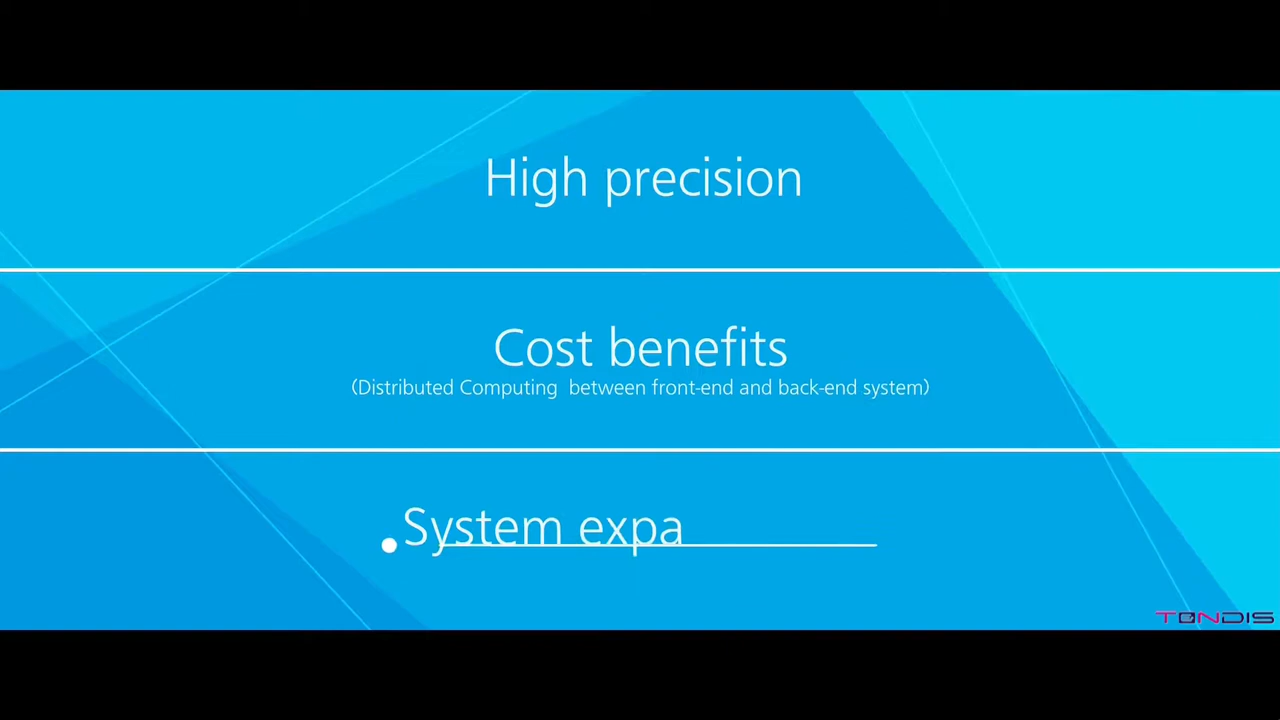 High precision
Cost benefits
(Distributed Computing between front-end and back-end system)
System expa
TONDIS